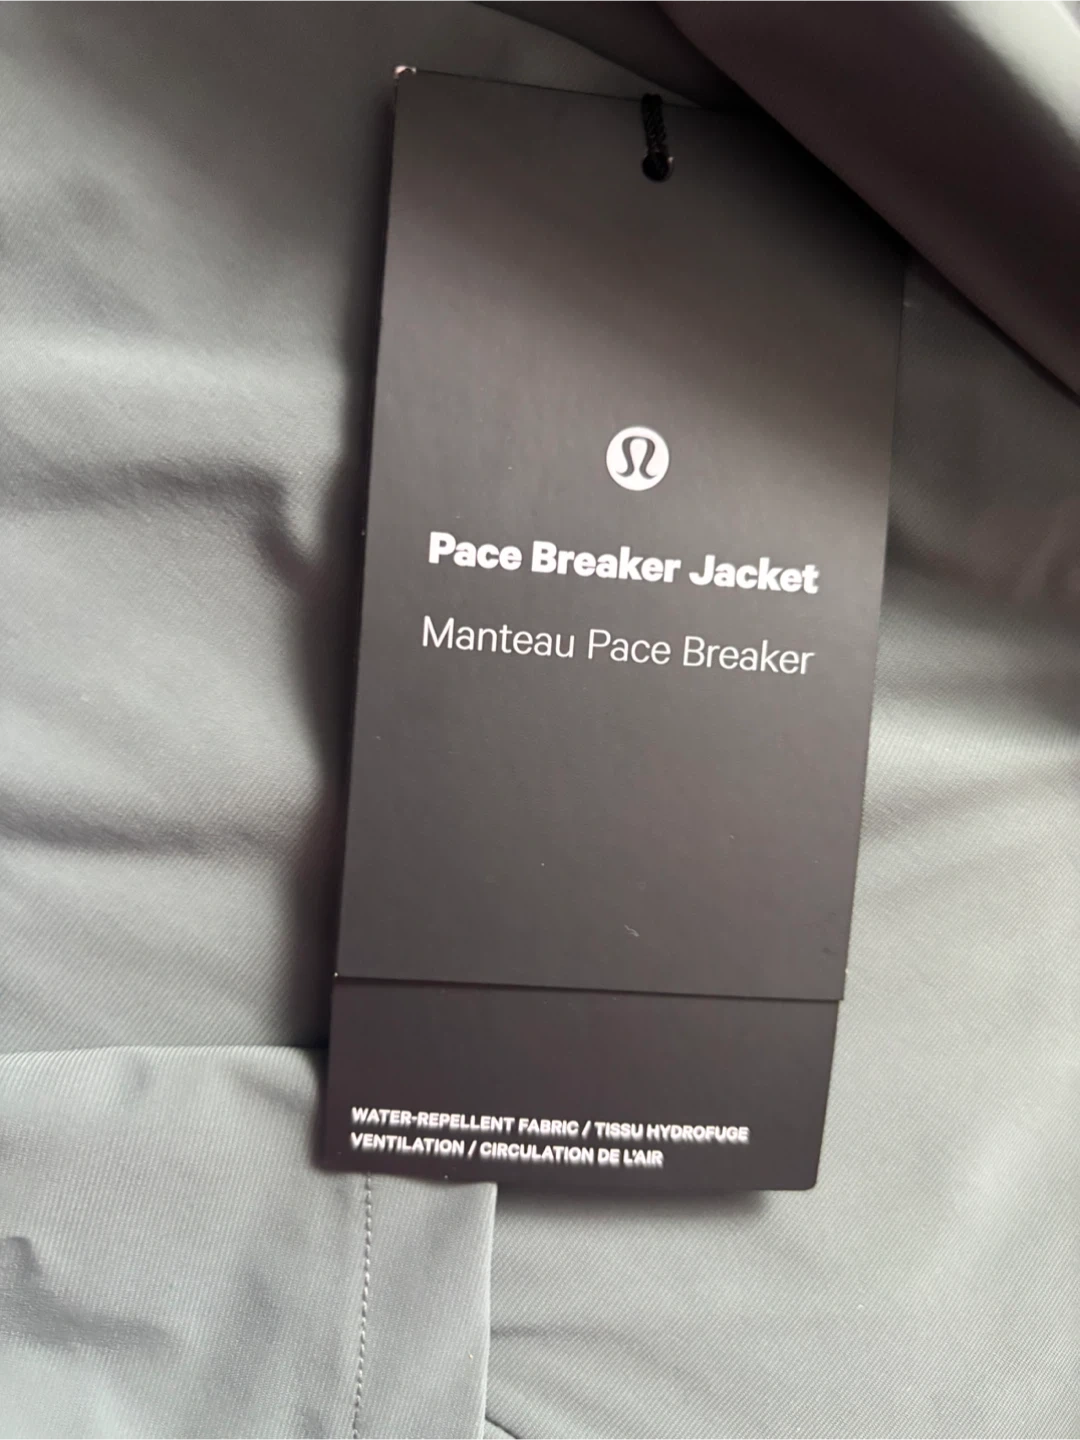 Pace Breaker Jacket
Manteau Pace Breaker
WATER-REPELLENT FABRIC / TISSU HYDROFUGE
VENTILATION / CIRCULATION DE L'AIR